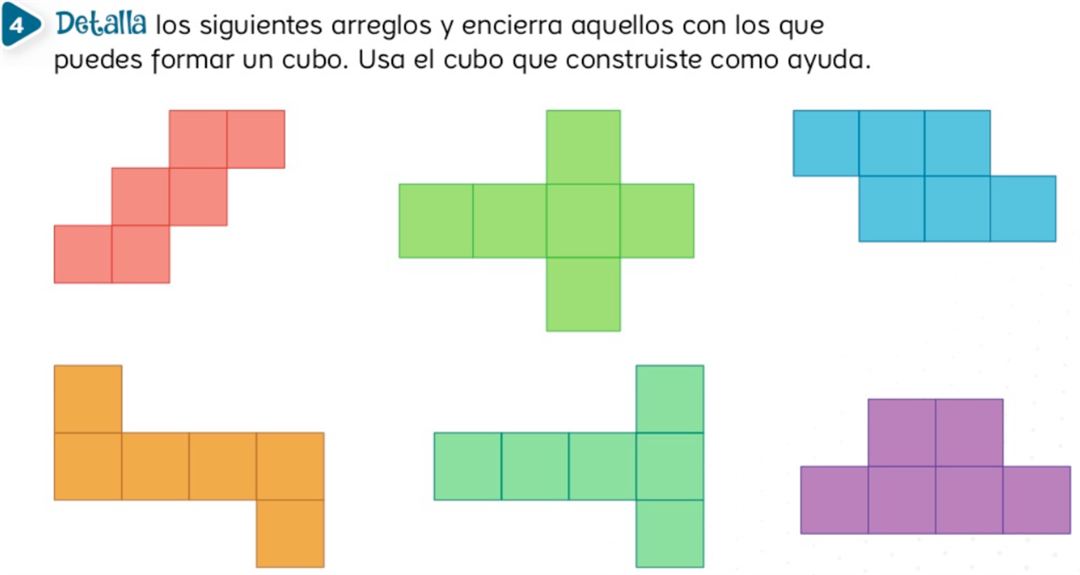 4 Detalla los siguientes arreglos y encierra aquellos con los que
puedes formar un cubo. Usa el cubo que construiste como ayuda.